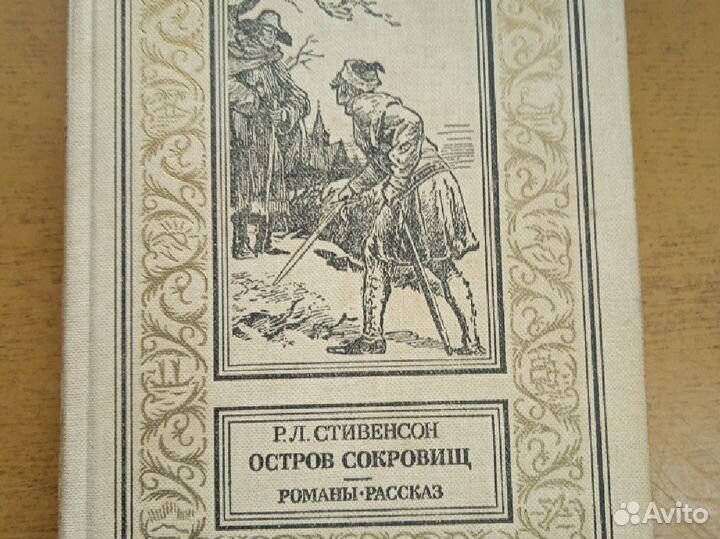 Р.Л.СТИВЕНСОН
ОСТРОВ СОКРОВИЩ
РОМАНЫ·РАССКАЗ
Avito